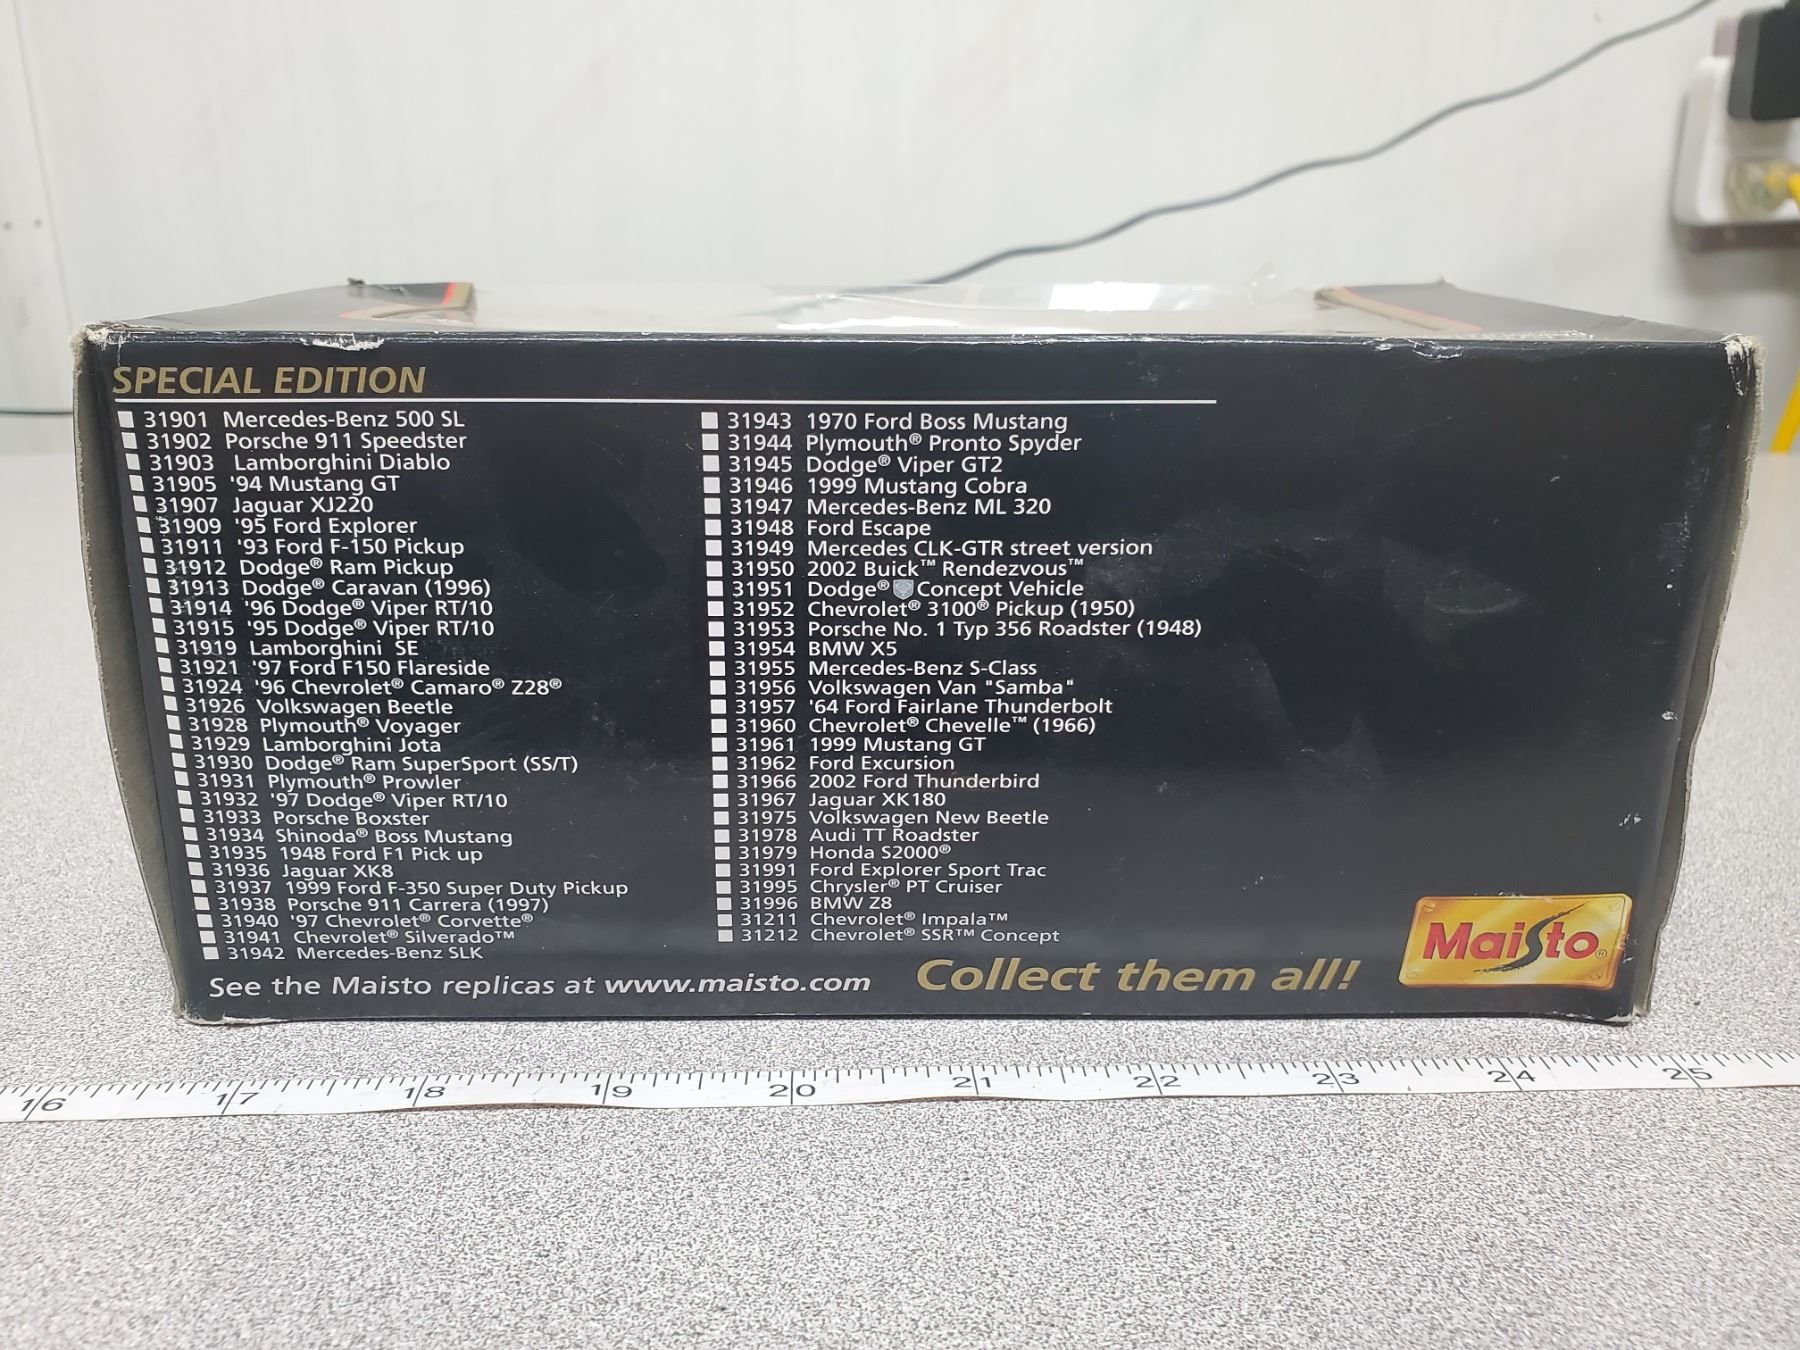 SPECIAL EDITION
31901 Mercedes-Benz 500 SL
31902 Porsche 911 Speedster
31903 Lamborghini Diablo
31905 '94 Mustang GT
31907 Jaguar XJ220
31909 '95 Ford Explorer
31911 '93 Ford F-150 Pickup
31912 Dodge® Ram Pickup
31913 Dodge® Caravan (1996)
31914 '96 Dodge® Viper RT/10
31915 '95 Dodge® Viper RT/10
31919 Lamborghini SE
31921 '97 Ford F150 Flareside
31924 '96 Chevrolet® Camaro® Z28®
31926 Volkswagen Beetle
31928 Plymouth® Voyager
31929 Lamborghini Jota
31930 Dodge® Ram SuperSport (SS/T)
31931 Plymouth® Prowler
31932 '97 Dodge® Viper RT/10
31933 Porsche Boxster
31934 Shinoda® Boss Mustang
31935 1948 Ford F1 Pick up
31936 Jaguar XK8
31937 1999 Ford F-350 Super Duty Pickup
31938 Porsche 911 Carrera (1997)
31940 '97 Chevrolet® Corvette®
31941 Chevrolet® Silverado™
31942 Mercedes-Benz SLK
31943 1970 Ford Boss Mustang
31944 Plymouth® Pronto Spyder
31945 Dodge® Viper GT2
31946 1999 Mustang Cobra
31947 Mercedes-Benz ML 320
31948 Ford Escape
31949 Mercedes CLK-GTR street version
31950 2002 Buick™ Rendezvous™
31951 Dodge® Concept Vehicle
31952 Chevrolet® 3100® Pickup (1950)
31953 Porsche No. 1 Typ 356 Roadster (1948)
31954 BMW X5
31955 Mercedes-Benz S-Class
31956 Volkswagen Van "Samba"
31957 '64 Ford Fairlane Thunderbolt
31960 Chevrolet® Chevelle™ (1966)
31961 1999 Mustang GT
31962 Ford Excursion
31966 2002 Ford Thunderbird
31967 Jaguar XK180
31975 Volkswagen New Beetle
31978 Audi TT Roadster
31979 Honda S2000®
31991 Ford Explorer Sport Trac
31995 Chrysler® PT Cruiser
31996 BMW Z8
31211 Chevrolet® Impala™
31212 Chevrolet® SSR™ Concept
See the Maisto replicas at www.maisto.com
Collect them all!
Maisto®
16 17 18 19 20 21 22 23 24 25